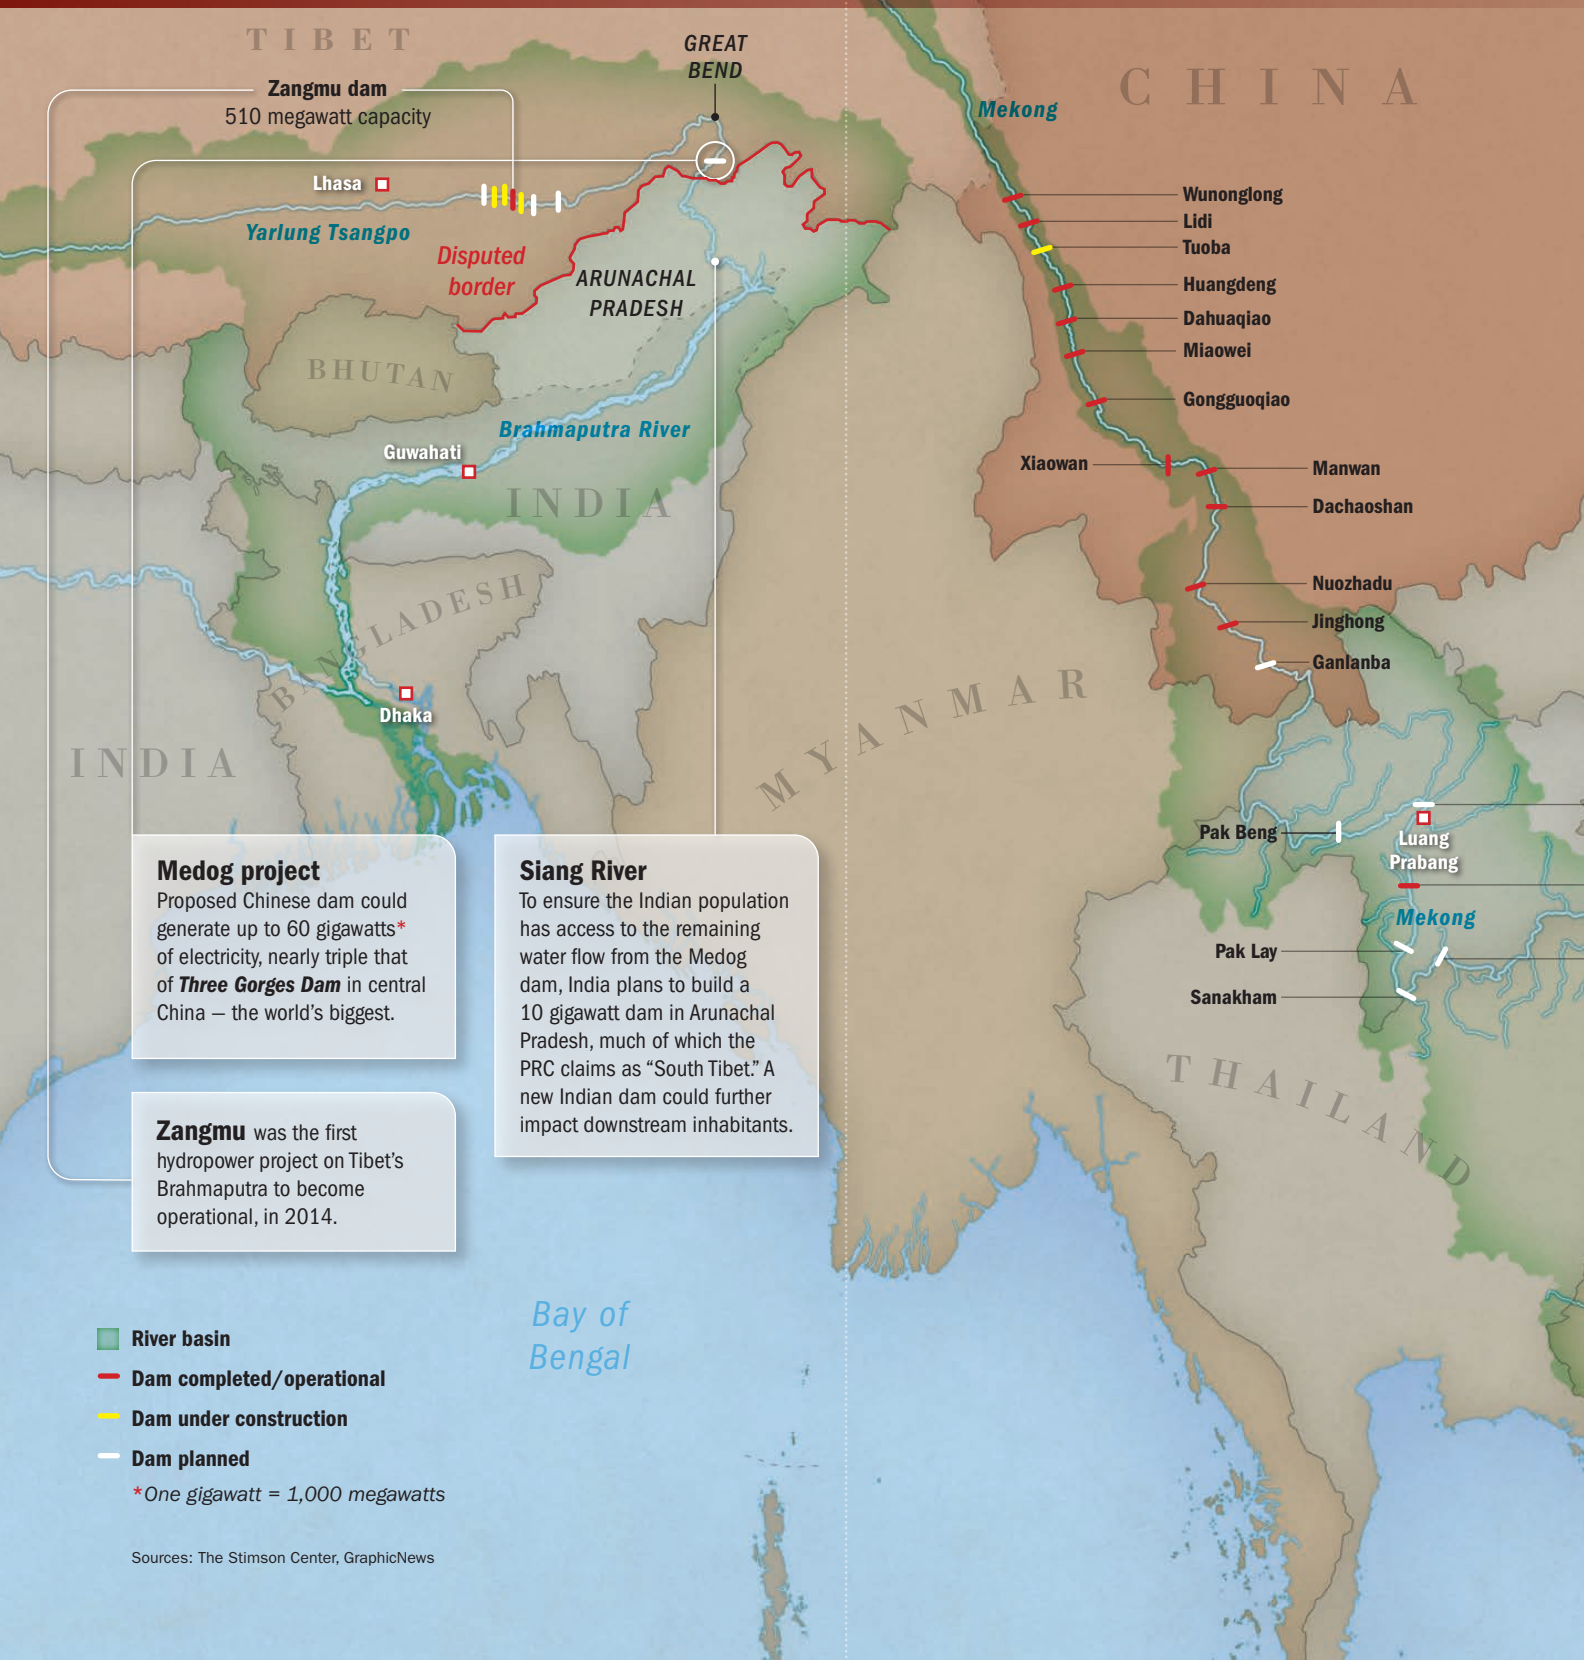 TIBET
GREAT
BEND
CHINA
Zangmu dam
510 megawatt capacity
Mekong
Lhasa
Wunonglong
Lidi
Yarlung Tsangpo
Tuoba
Disputed
border
ARUNACHAL
PRADESH
Huangdeng
Dahuaqiao
Miaowei
BHUTAN
Gongguoqiao
Brahmaputra River
Guwahati
Xiaowan
Manwan
INDIA
Dachaoshan
BANGLADESH
Nuozhadu
Jinghong
Ganlanba
MYANMAR
Dhaka
INDIA
Pak Beng
Luang
Prabang
Mekong
Pak Lay
Sanakham
THAILAND
Medog project
Proposed Chinese dam could
generate up to 60 gigawatts*
of electricity, nearly triple that
of Three Gorges Dam in central
China — the world’s biggest.
Siang River
To ensure the Indian population
has access to the remaining
water flow from the Medog
dam, India plans to build a
10 gigawatt dam in Arunachal
Pradesh, much of which the
PRC claims as “South Tibet.” A
new Indian dam could further
impact downstream inhabitants.
Zangmu was the first
hydropower project on Tibet’s
Brahmaputra to become
operational, in 2014.
Bay of
Bengal
River basin
Dam completed/operational
Dam under construction
Dam planned
*One gigawatt = 1,000 megawatts
Sources: The Stimson Center, GraphicNews